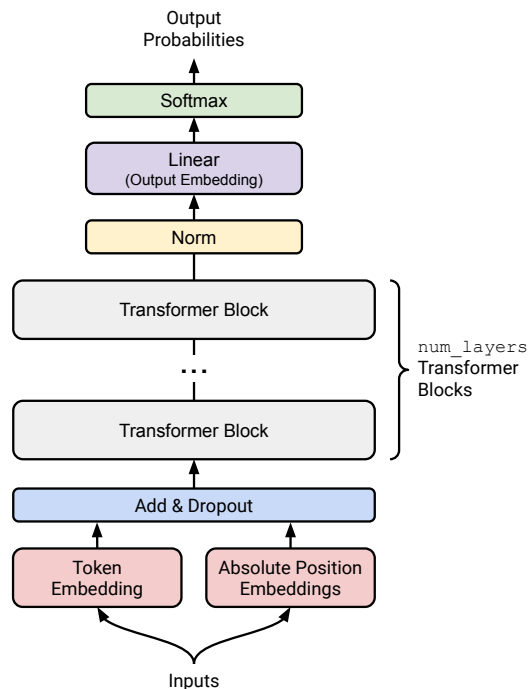 Output
Probabilities
Softmax
Linear
(Output Embedding)
Norm
Transformer Block
...
num_layers
Transformer
Blocks
Transformer Block
Add & Dropout
Token
Embedding
Absolute Position
Embeddings
Inputs